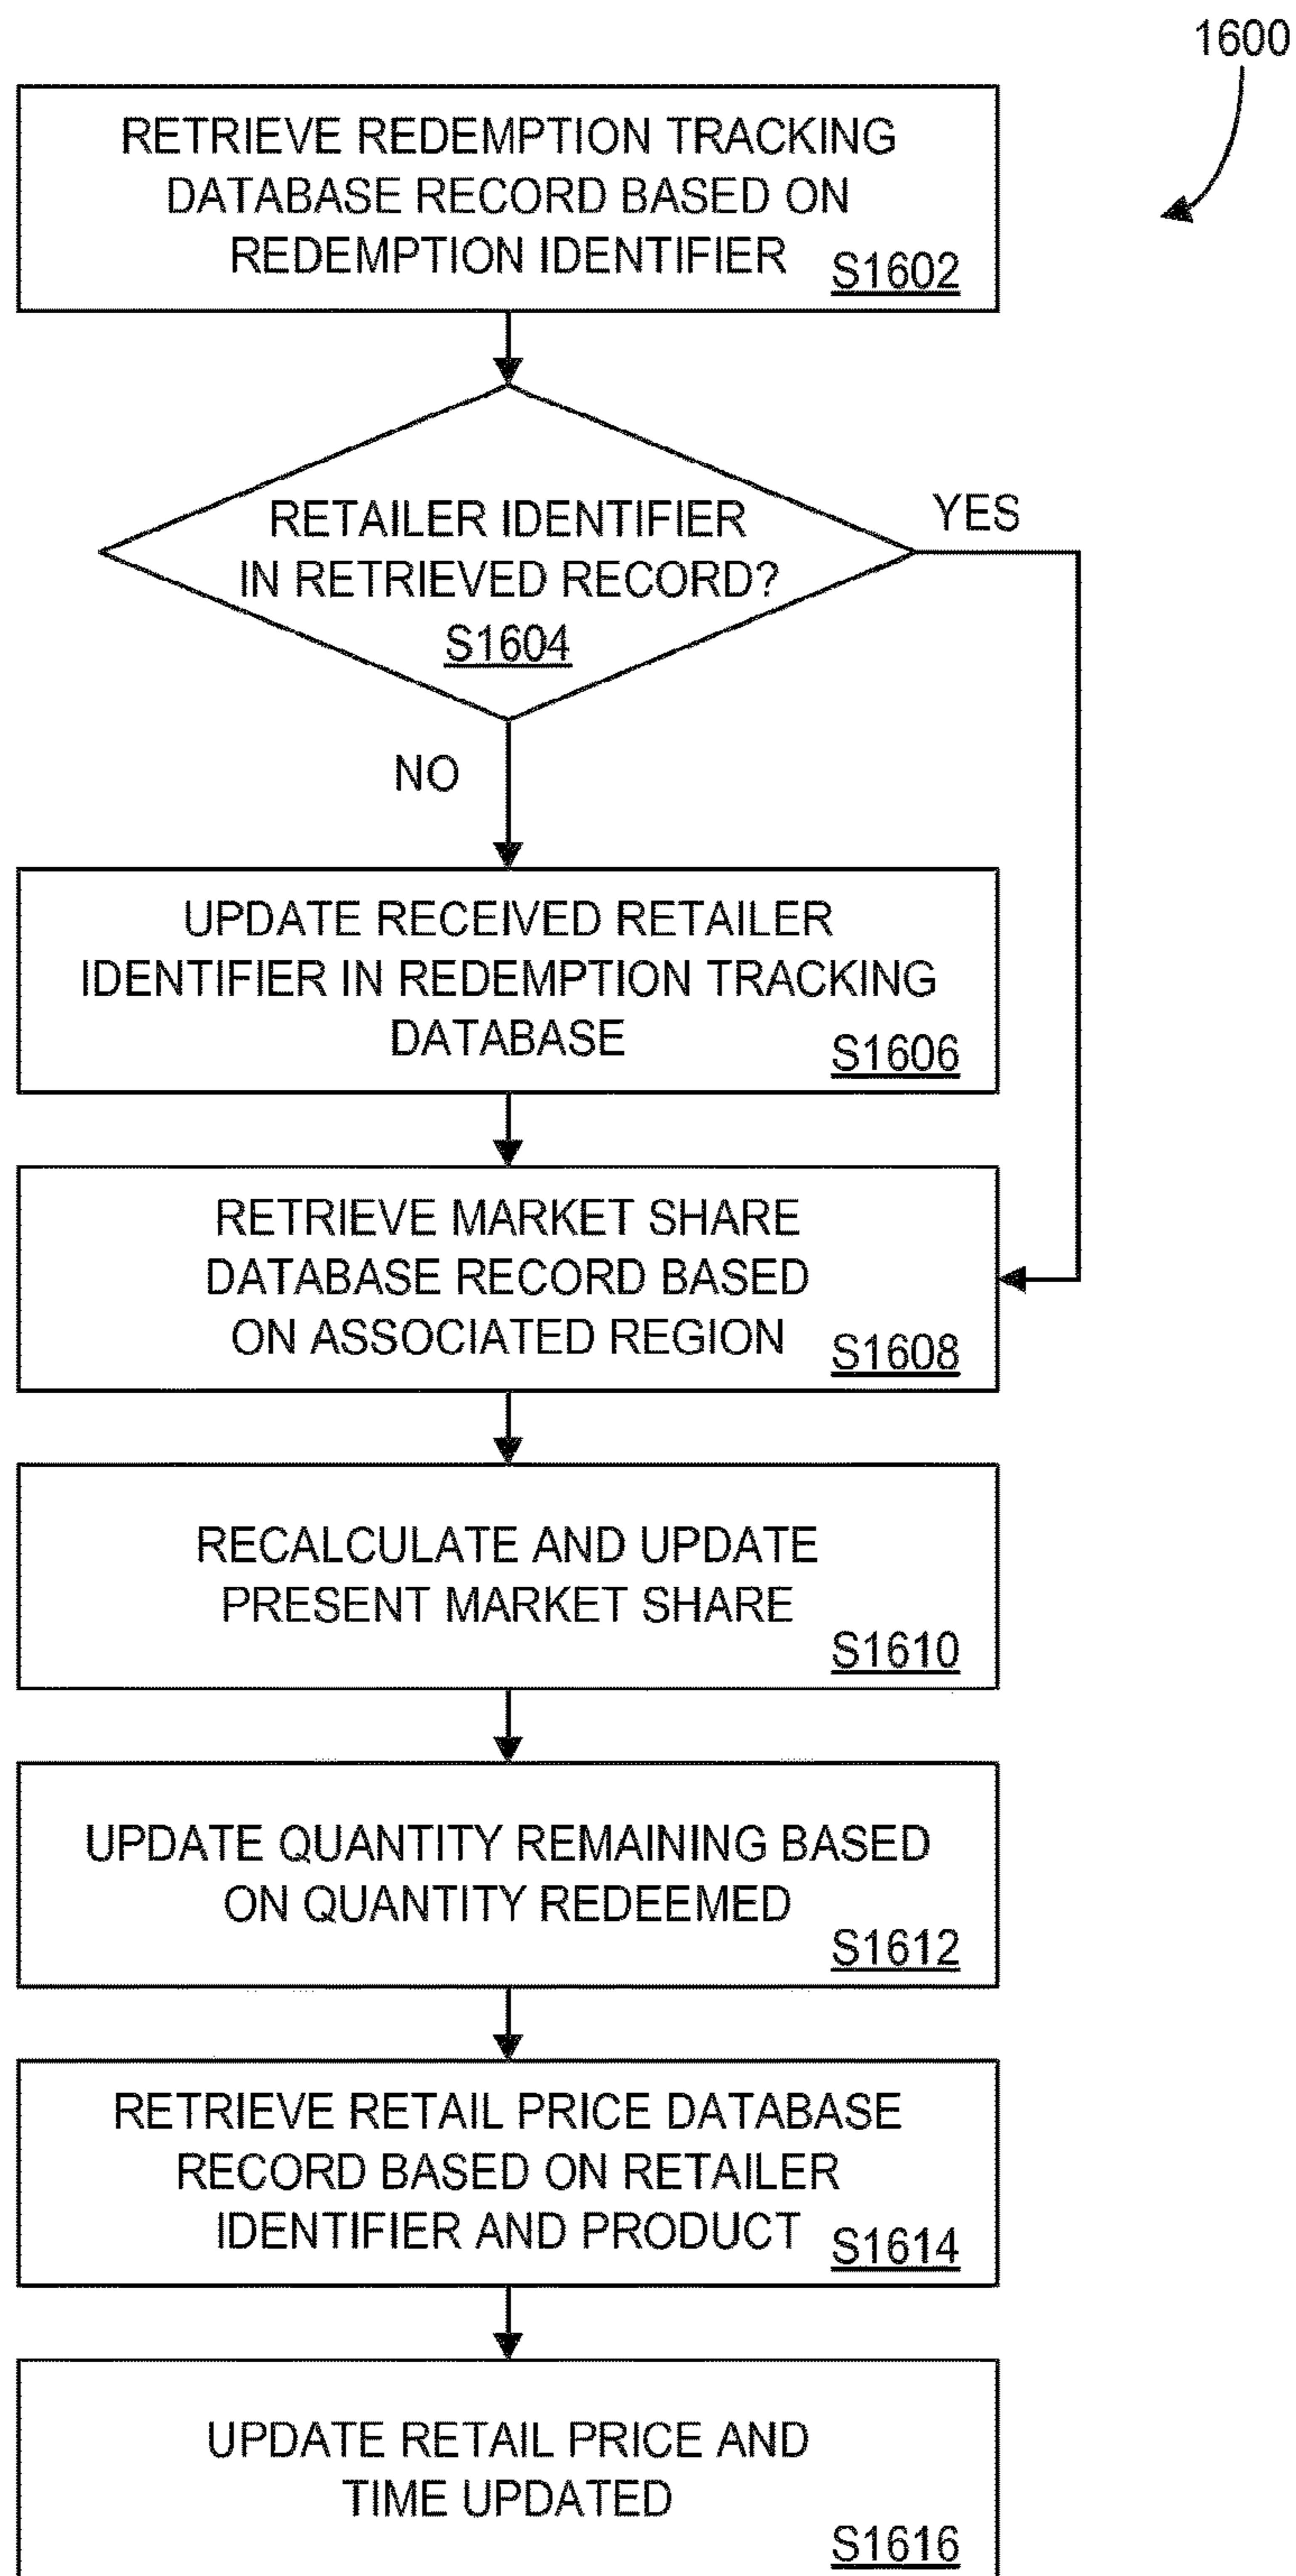 1600
RETRIEVE REDEMPTION TRACKING
DATABASE RECORD BASED ON
REDEMPTION IDENTIFIER
S1602
RETAILER IDENTIFIER
IN RETRIEVED RECORD?
S1604
YES
NO
UPDATE RECEIVED RETAILER
IDENTIFIER IN REDEMPTION TRACKING
DATABASE
S1606
RETRIEVE MARKET SHARE
DATABASE RECORD BASED
ON ASSOCIATED REGION
S1608
RECALCULATE AND UPDATE
PRESENT MARKET SHARE
S1610
UPDATE QUANTITY REMAINING BASED
ON QUANTITY REDEEMED
S1612
RETRIEVE RETAIL PRICE DATABASE
RECORD BASED ON RETAILER
IDENTIFIER AND PRODUCT
S1614
UPDATE RETAIL PRICE AND
TIME UPDATED
S1616